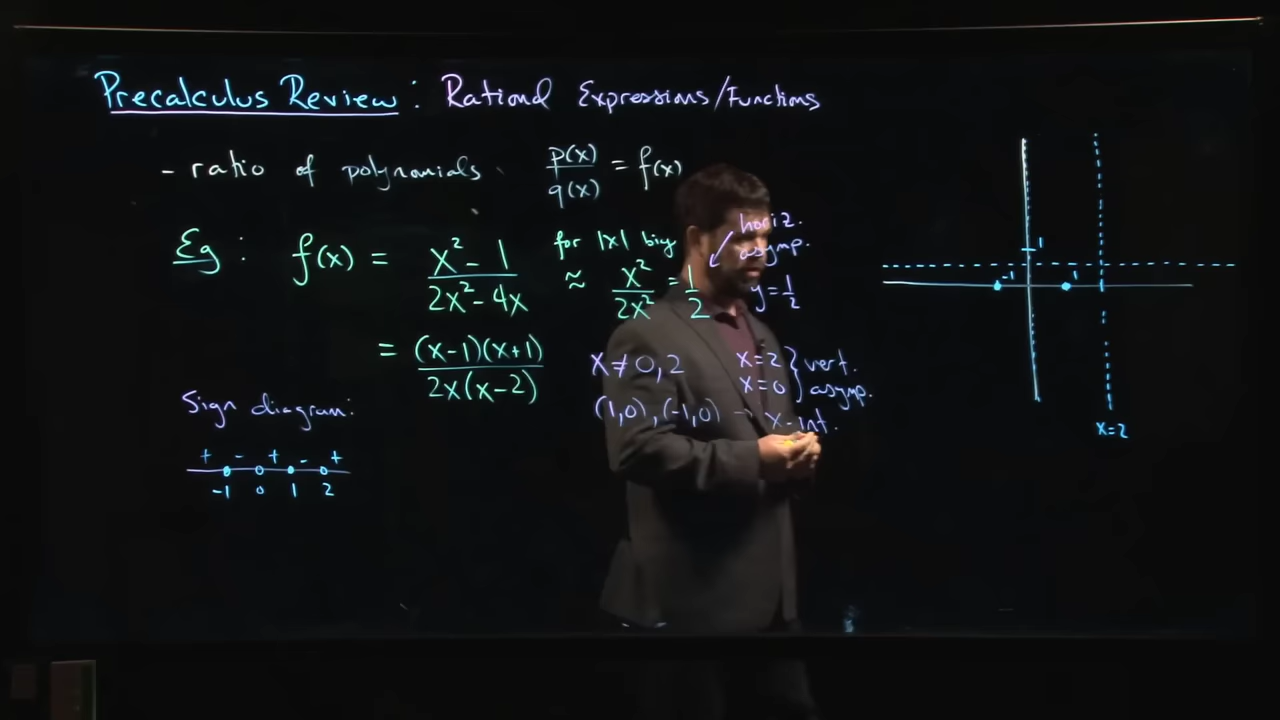 Precalculus Review: Rational Expressions/Functions
- ratio of polynomials. p(x)/q(x) = f(x)
Eg: f(x) = x² - 1 / 2x² - 4x for |x| big ≈ x²/2x² = 1/2
horiz. asymp. y = 1/2
= (x-1)(x+1) / 2x(x-2)
x ≠ 0, 2
x=2
x=0 } vert. asymp.
(1,0), (-1,0) → x-int.
Sign diagram:
+ - + - +
-1 0 1 2
1
-1 1
x=2